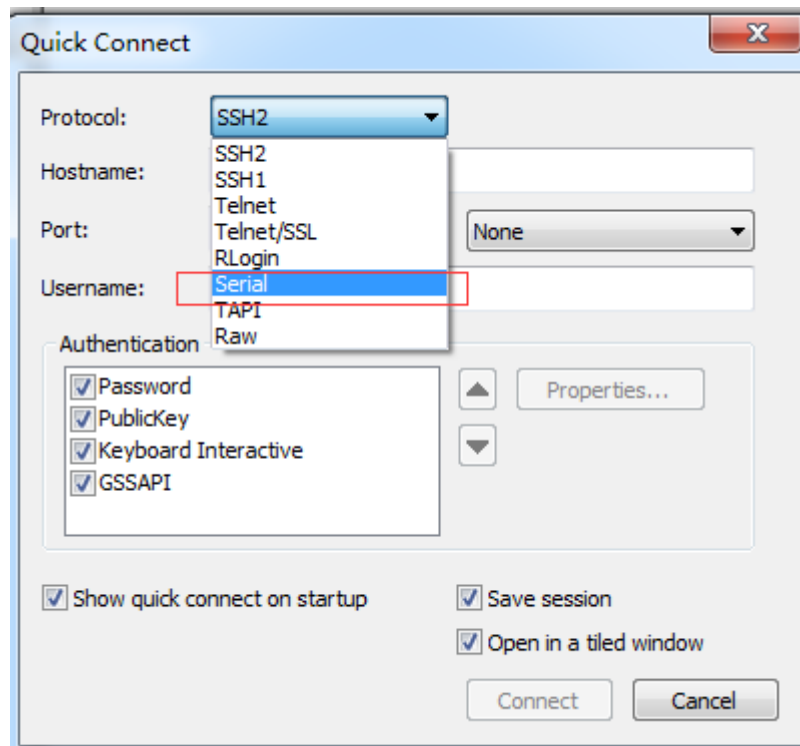 Quick Connect
Protocol: SSH2
SSH2
Hostname:
SSH1
Telnet
Port: Telnet/SSL None
RLogin
Username: Serial
TAPI
Authentication Raw
Password Properties...
PublicKey
Keyboard Interactive
GSSAPI
Show quick connect on startup Save session
Open in a tiled window
Connect Cancel